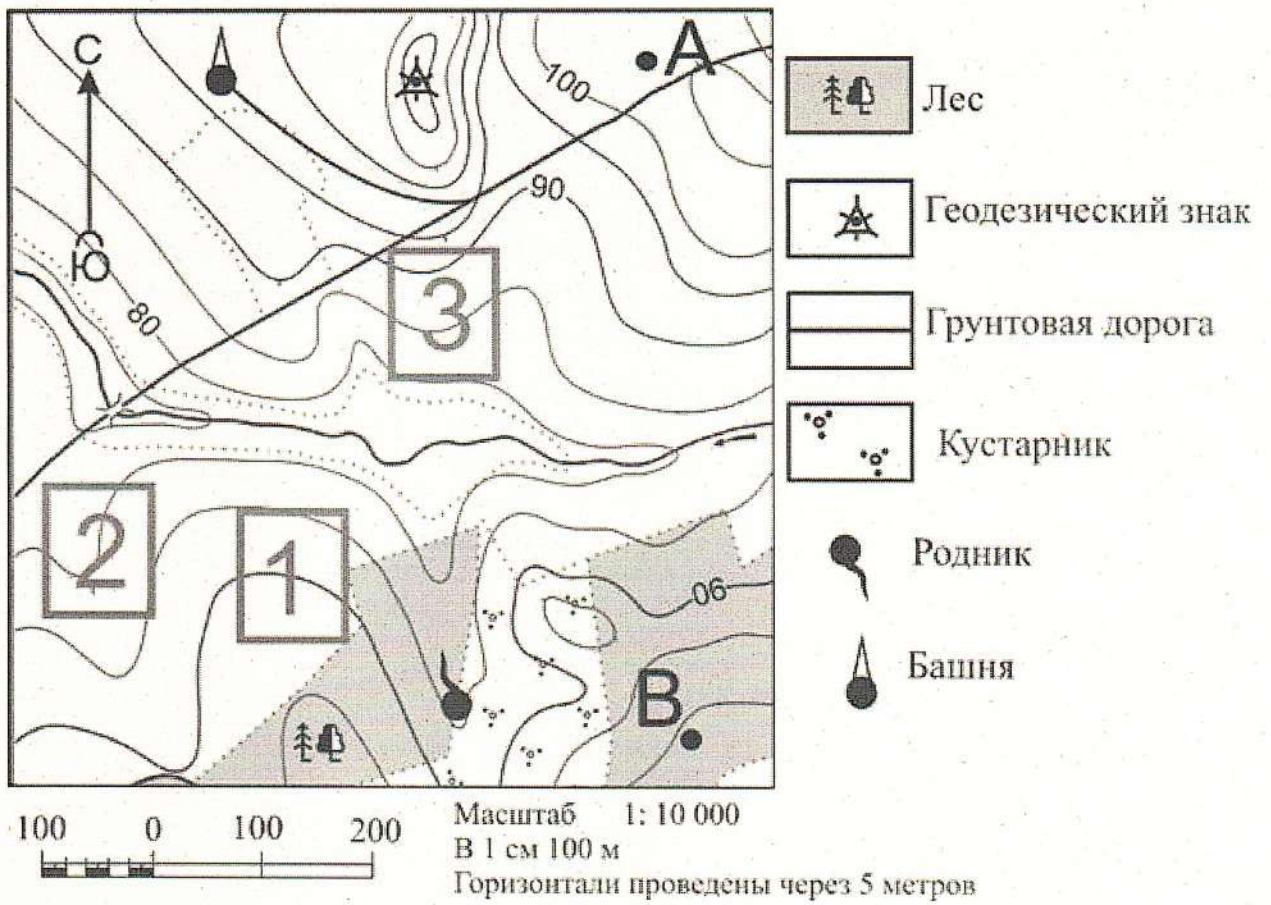 С
А
Лес
100
90
Геодезический знак
Ю
80
3
Грунтовая дорога
Кустарник
2
1
Родник
90
В
Башня
100 0 100 200
Масштаб 1: 10 000
В 1 см 100 м
Горизонтали проведены через 5 метров